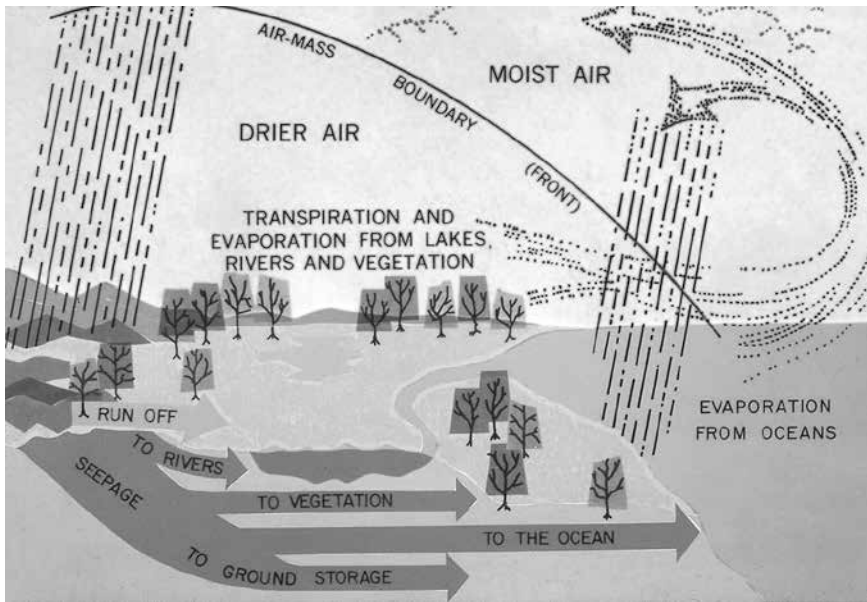 AIR-MASS BOUNDARY (FRONT)
MOIST AIR
DRIER AIR
TRANSPIRATION AND
EVAPORATION FROM LAKES,
RIVERS AND VEGETATION
EVAPORATION
FROM OCEANS
RUN OFF
TO RIVERS
SEEPAGE
TO VEGETATION
TO THE OCEAN
TO GROUND STORAGE